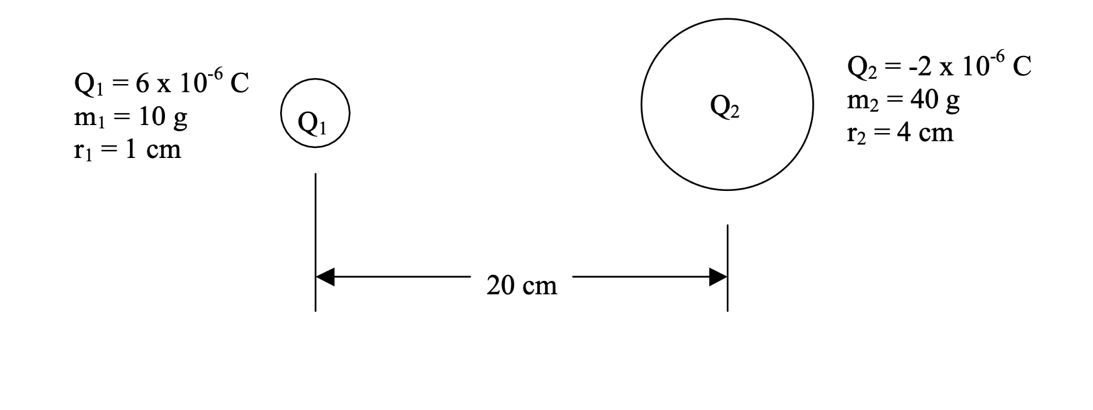 Q₁ = 6 x 10⁻⁶ C
m₁ = 10 g
r₁ = 1 cm
Q₁
Q₂
Q₂ = -2 x 10⁻⁶ C
m₂ = 40 g
r₂ = 4 cm
20 cm